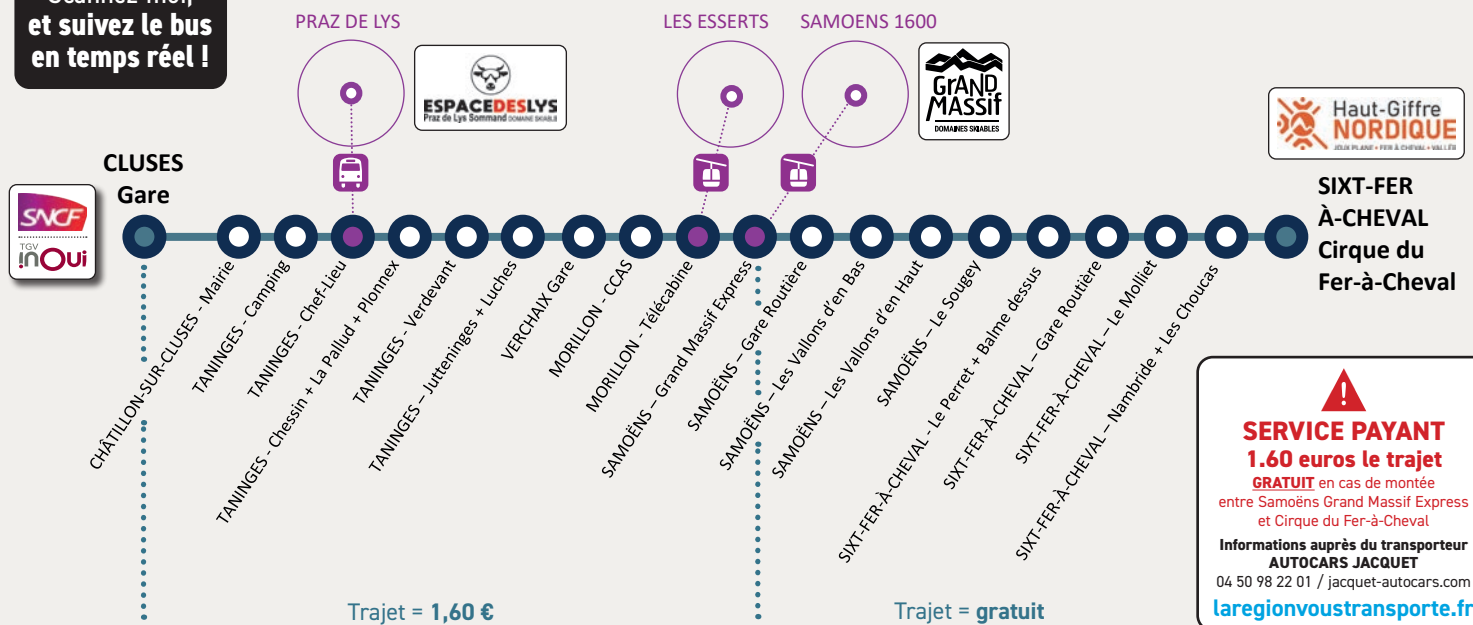 et suivez le bus
en temps réel !
PRAZ DE LYS
LES ESSERTS
SAMOENS 1600
ESPACEDESLYS
Praz de Lys Sommand DOMAINE SKIABLE
GRAND
MASSIF
DOMAINES SKIABLES
Haut-Giffre
NORDIQUE
JOUX PLANE • FER À CHEVAL • VALLÉE
SNCF
TGV
inOui
CLUSES
Gare
SIXT-FER
À-CHEVAL
Cirque du
Fer-à-Cheval
CHÂTILLON-SUR-CLUSES - Mairie
TANINGES - Camping
TANINGES - Chef-Lieu
TANINGES - Chessin + La Pallud + Plonnex
TANINGES - Verdevant
TANINGES – Jutteninges + Luches
VERCHAIX Gare
MORILLON - CCAS
MORILLON - Télécabine
SAMOËNS – Grand Massif Express
SAMOËNS – Gare Routière
SAMOËNS – Les Vallons d'en Bas
SAMOËNS – Les Vallons d'en Haut
SAMOËNS – Le Sougey
SIXT-FER-À-CHEVAL - Le Perret + Balme dessus
SIXT-FER-À-CHEVAL – Gare Routière
SIXT-FER-À-CHEVAL – Le Molliet
SIXT-FER-À-CHEVAL – Nambride + Les Choucas
Trajet = 1,60 €
Trajet = gratuit
SERVICE PAYANT
1.60 euros le trajet
GRATUIT en cas de montée
entre Samoëns Grand Massif Express
et Cirque du Fer-à-Cheval
Informations auprès du transporteur
AUTOCARS JACQUET
04 50 98 22 01 / jacquet-autocars.com
laregionvoustransporte.fr